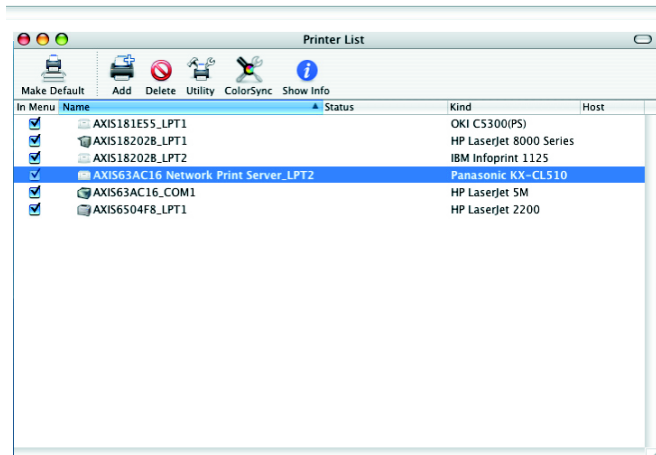 Printer List
Make Default Add Delete Utility ColorSync Show Info
In Menu Name Status Kind Host
AXIS181E55_LPT1 OKI C5300(PS)
AXIS18202B_LPT1 HP LaserJet 8000 Series
AXIS18202B_LPT2 IBM Infoprint 1125
AXIS63AC16 Network Print Server_LPT2 Panasonic KX-CL510
AXIS63AC16_COM1 HP LaserJet 5M
AXIS6504F8_LPT1 HP LaserJet 2200